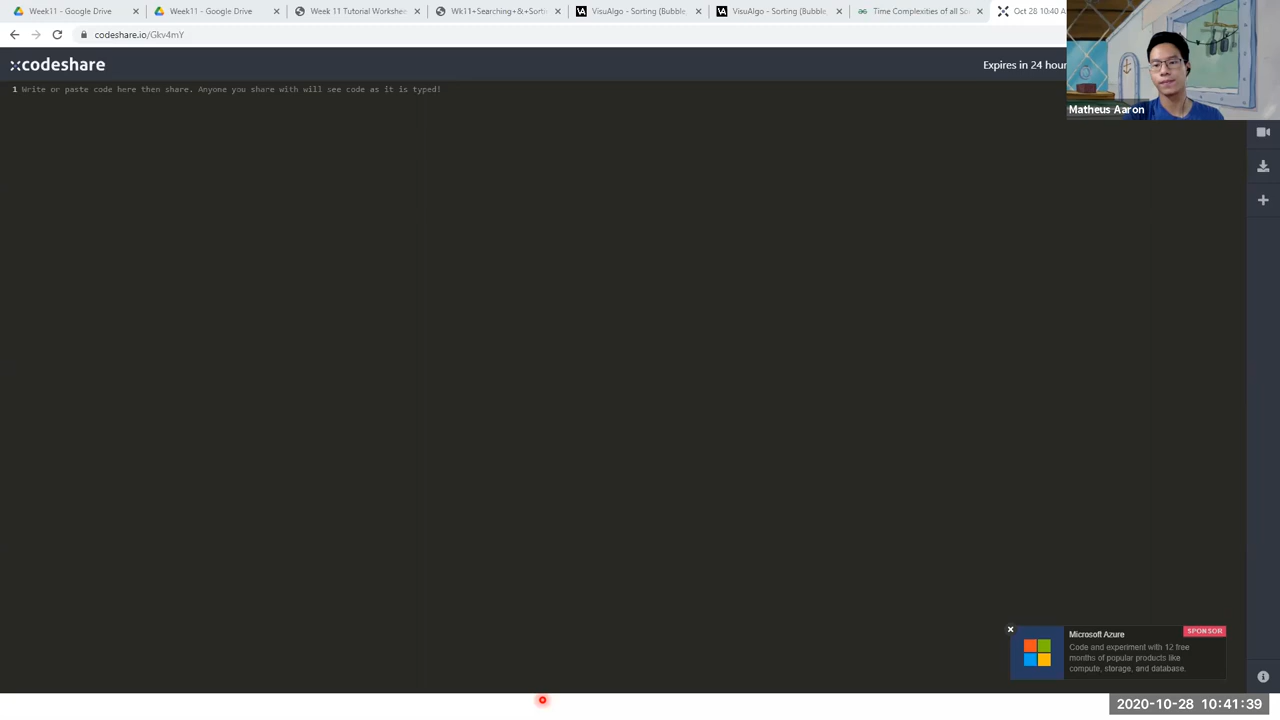 Week11 - Google Drive
Week11 - Google Drive
Week 11 Tutorial Workshee
Wk11+Searching+&+Sorti
VisuAlgo - Sorting (Bubble,
VisuAlgo - Sorting (Bubble,
Time Complexities of all So
Oct 28 10:40 A
codeshare.io/Gkv4mY
codeshare
Expires in 24 hour
1 Write or paste code here then share. Anyone you share with will see code as it is typed!
Matheus Aaron
Microsoft Azure
SPONSOR
Code and experiment with 12 free
months of popular products like
compute, storage, and database.
2020-10-28 10:41:39